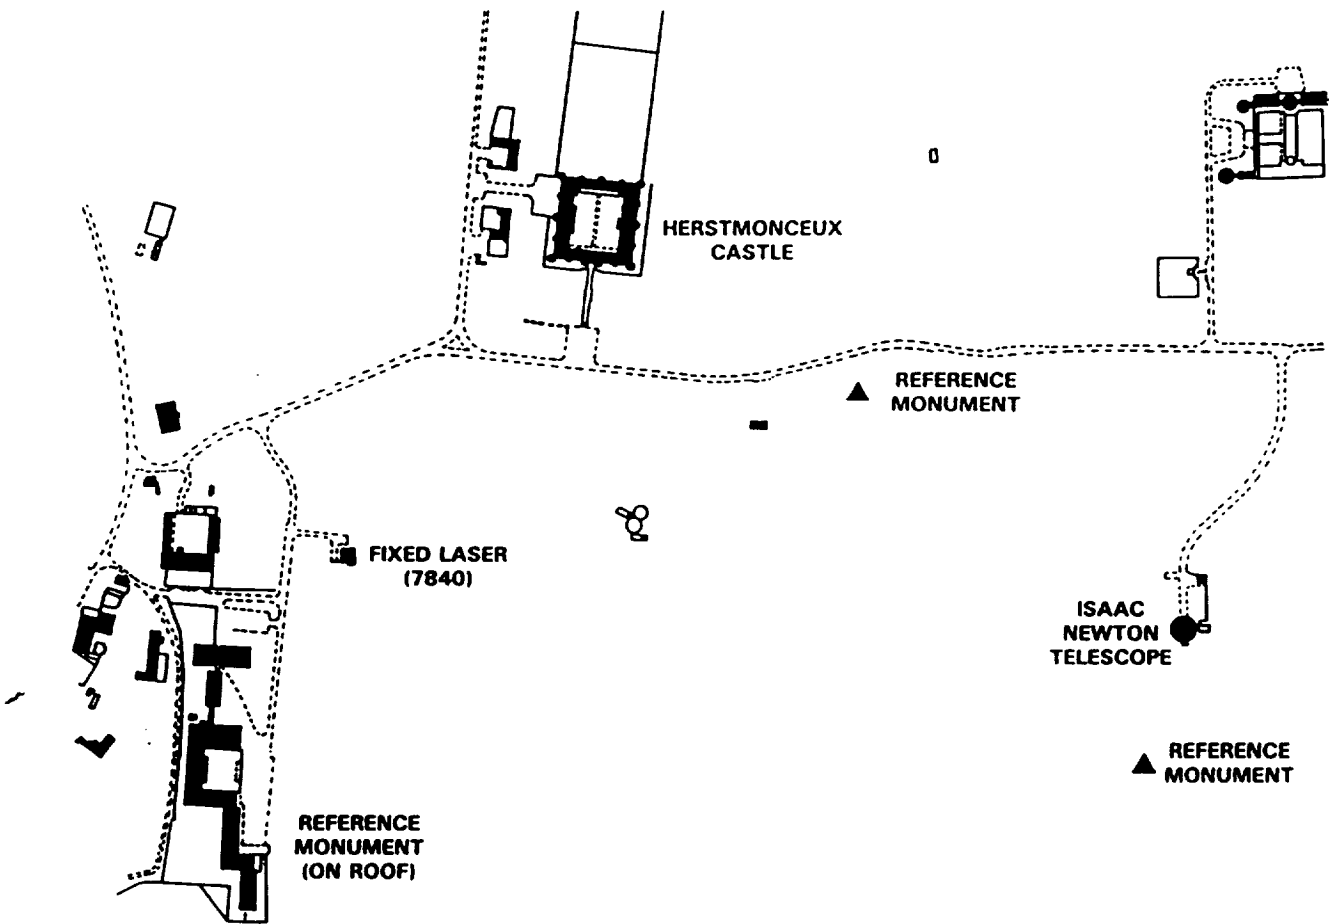 HERSTMONCEUX
CASTLE
REFERENCE
MONUMENT
FIXED LASER
(7840)
ISAAC
NEWTON
TELESCOPE
REFERENCE
MONUMENT
REFERENCE
MONUMENT
(ON ROOF)